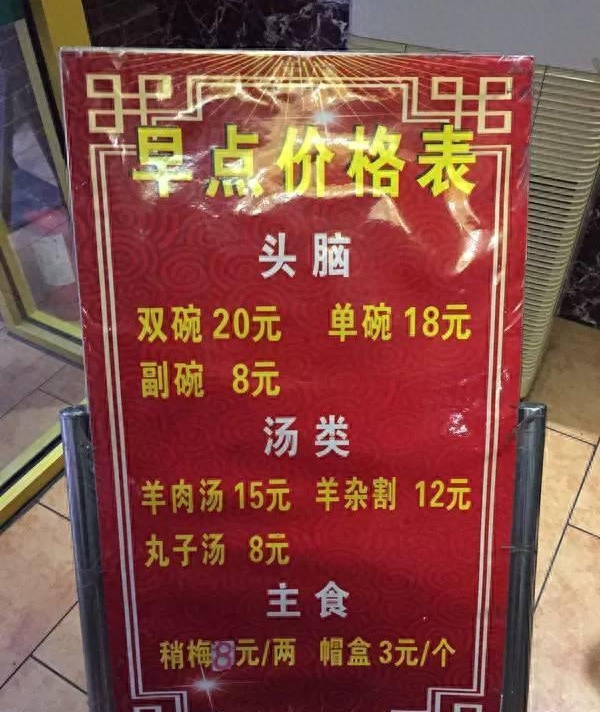 早点价格表
头脑
双碗 20元 单碗 18元
副碗 8元
汤类
羊肉汤 15元 羊杂割 12元
丸子汤 8元
主食
稍梅8元/两 帽盒 3元/个